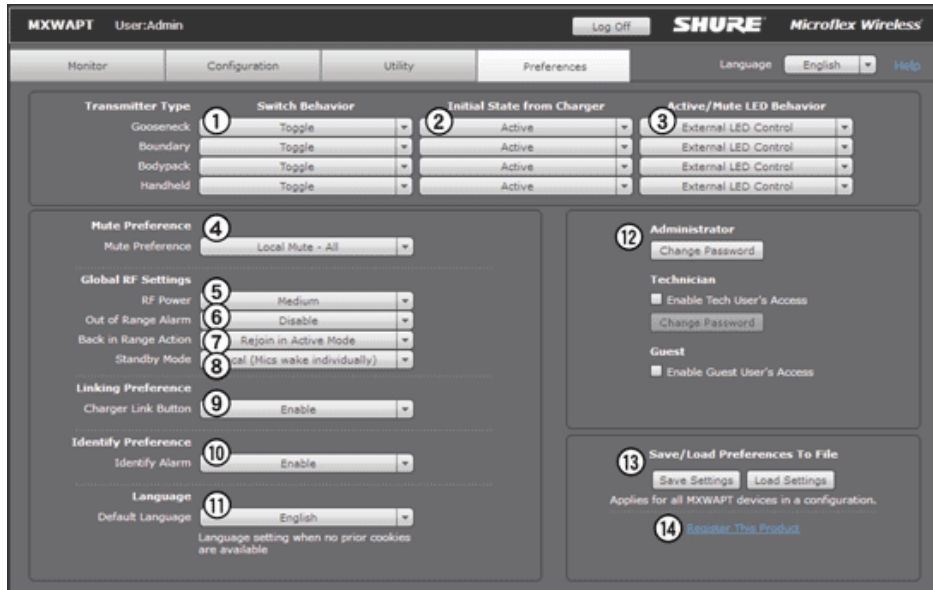 MXWAPT User:Admin Log Off SHURE Microflex Wireless
Monitor Configuration Utility Preferences Language English Help
Transmitter Type Switch Behavior Initial State from Charger Active/Mute LED Behavior
Gooseneck 1 Toggle 2 Active 3 External LED Control
Boundary Toggle Active External LED Control
Bodypack Toggle Active External LED Control
Handheld Toggle Active External LED Control
Mute Preference 4
Mute Preference Local Mute - All
Global RF Settings
RF Power 5 Medium
Out of Range Alarm 6 Disable
Back in Range Action 7 Rejoin in Active Mode
Standby Mode 8 (Mics wake individually)
Linking Preference
Charger Link Button 9 Enable
Identify Preference
Identify Alarm 10 Enable
Language
Default Language 11 English
Language setting when no prior cookies
are available
12 Administrator
Change Password
Technician
Enable Tech User's Access
Change Password
Guest
Enable Guest User's Access
13 Save/Load Preferences To File
Save Settings Load Settings
Applies for all MXWAPT devices in a configuration.
14 Register This Product